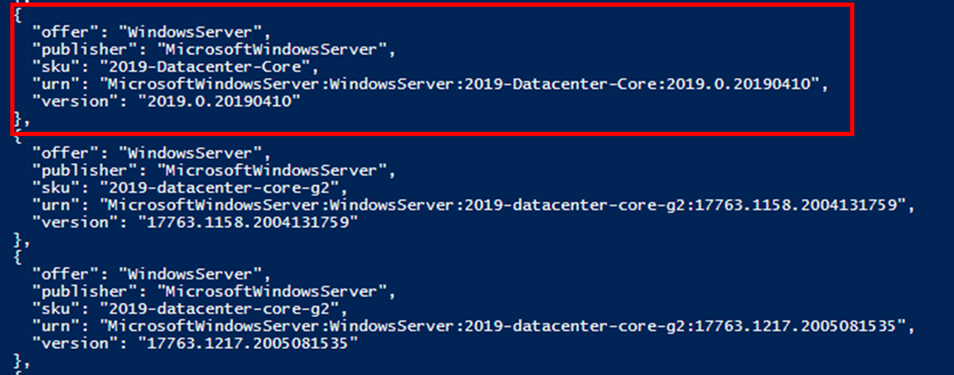 },
{
"offer": "WindowsServer",
"publisher": "MicrosoftWindowsServer",
"sku": "2019-Datacenter-Core",
"urn": "MicrosoftWindowsServer:WindowsServer:2019-Datacenter-Core:2019.0.20190410",
"version": "2019.0.20190410"
},
{
"offer": "WindowsServer",
"publisher": "MicrosoftWindowsServer",
"sku": "2019-datacenter-core-g2",
"urn": "MicrosoftWindowsServer:WindowsServer:2019-datacenter-core-g2:17763.1158.2004131759",
"version": "17763.1158.2004131759"
},
{
"offer": "WindowsServer",
"publisher": "MicrosoftWindowsServer",
"sku": "2019-datacenter-core-g2",
"urn": "MicrosoftWindowsServer:WindowsServer:2019-datacenter-core-g2:17763.1217.2005081535",
"version": "17763.1217.2005081535"
},
{